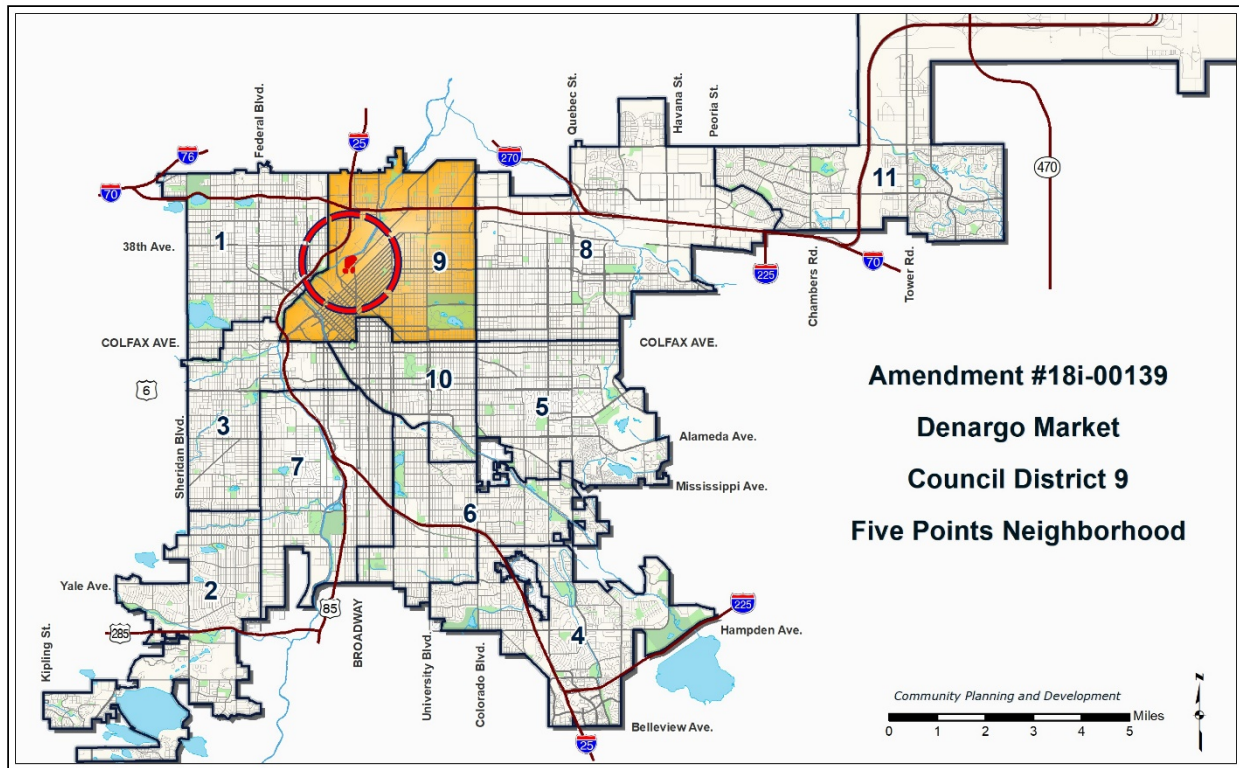 Federal Blvd.
Quebec St.
Havana St.
Peoria St.
25
76
270
70
470
11
1
38th Ave.
9
8
225
70
Chambers Rd.
Tower Rd.
COLFAX AVE.
COLFAX AVE.
6
10
5
3
Sheridan Blvd.
Alameda Ave.
7
Mississippi Ave.
6
Amendment #18i-00139
Denargo Market
Council District 9
Five Points Neighborhood
Yale Ave.
2
85
285
BROADWAY
University Blvd.
Colorado Blvd.
4
225
Hampden Ave.
Kipling St.
Belleview Ave.
25
Community Planning and Development
Miles
0 1 2 3 4 5
N